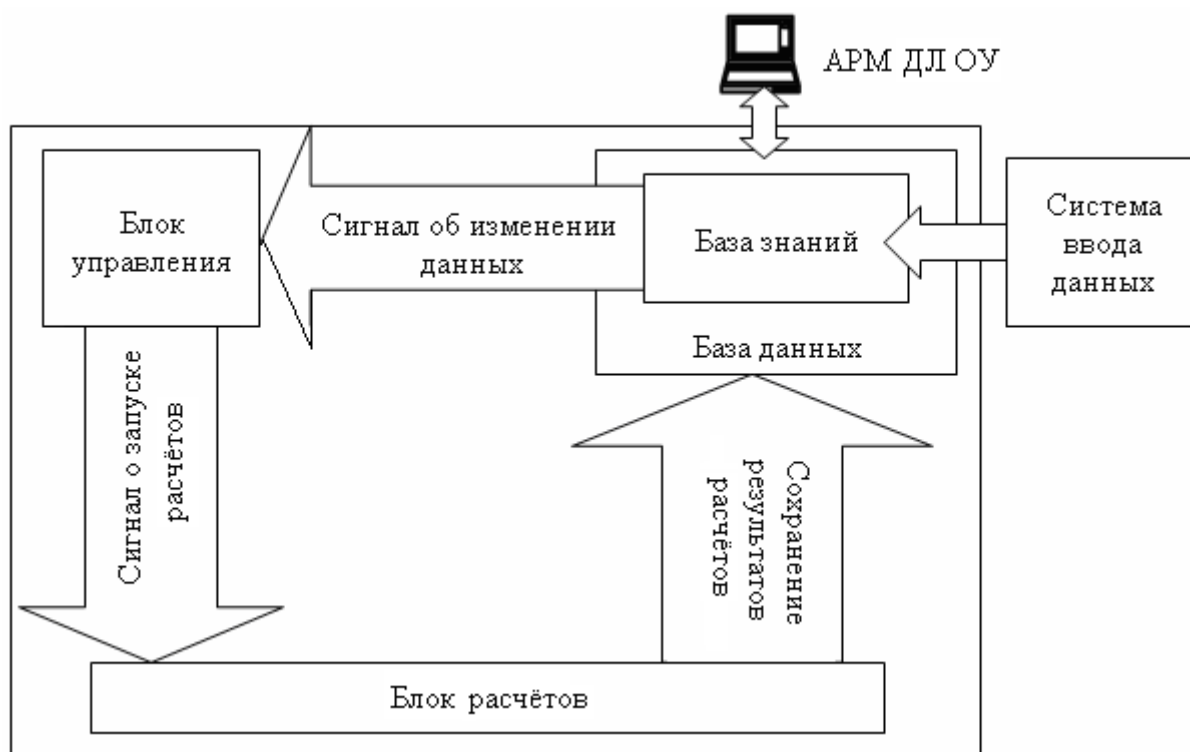 АРМ ДЛ ОУ
Блок
управления
Сигнал об изменении
данных
База знаний
База данных
Система
ввода
данных
Сигнал о запуске
расчётов
Сохранение
результатов
расчётов
Блок расчётов